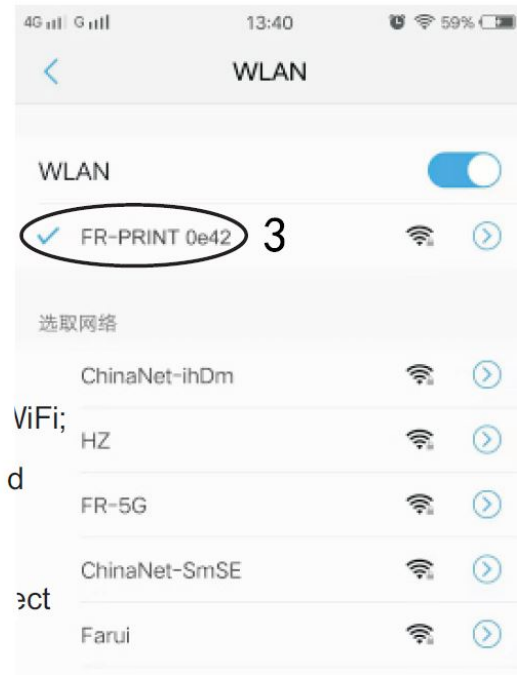 4G G 13:40 59%
WLAN
WLAN
FR-PRINT 0e42 3
选取网络
ChinaNet-ihDm
WiFi;
HZ
d
FR-5G
ChinaNet-SmSE
ect
Farui